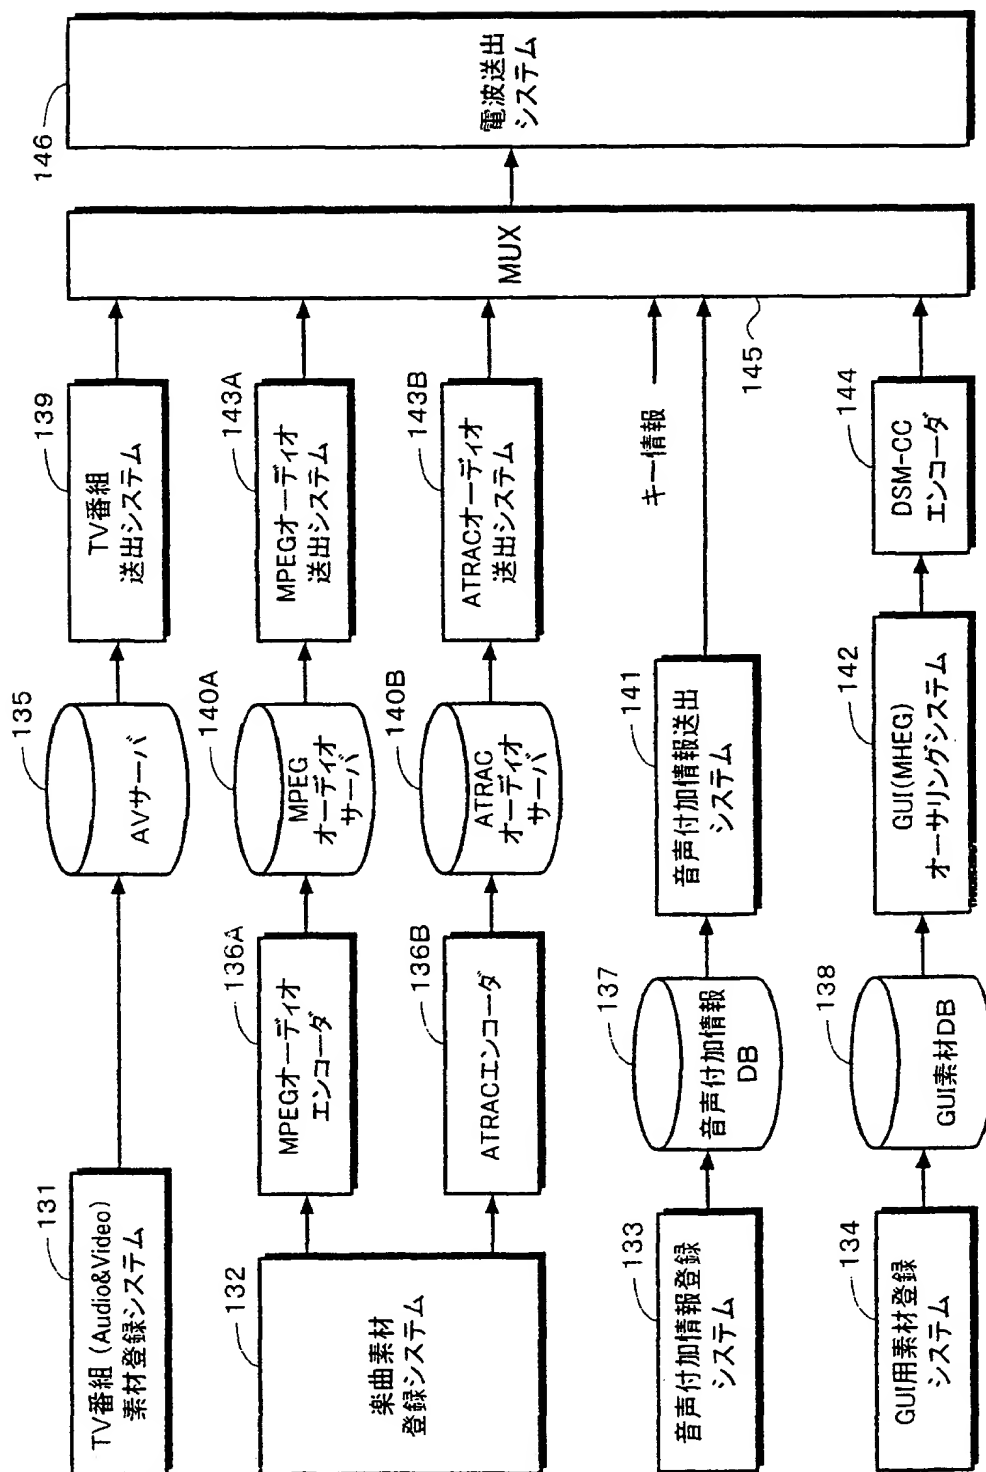 131
TV番組(Audio&Video)
素材登録システム
135
AVサーバ
139
TV番組
送出システム
132
楽曲素材
登録システム
136A
MPEGオーディオ
エンコーダ
140A
MPEG
オーディオ
サーバ
143A
MPEGオーディオ
送出システム
136B
ATRACエンコーダ
140B
ATRAC
オーディオ
サーバ
143B
ATRACオーディオ
送出システム
キー情報
133
音声付加情報登録
システム
137
音声付加情報
DB
141
音声付加情報送出
システム
134
GUI用素材登録
システム
138
GUI素材DB
142
GUI(MHEG)
オーサリングシステム
144
DSM-CC
エンコーダ
145
MUX
146
電波送出
システム